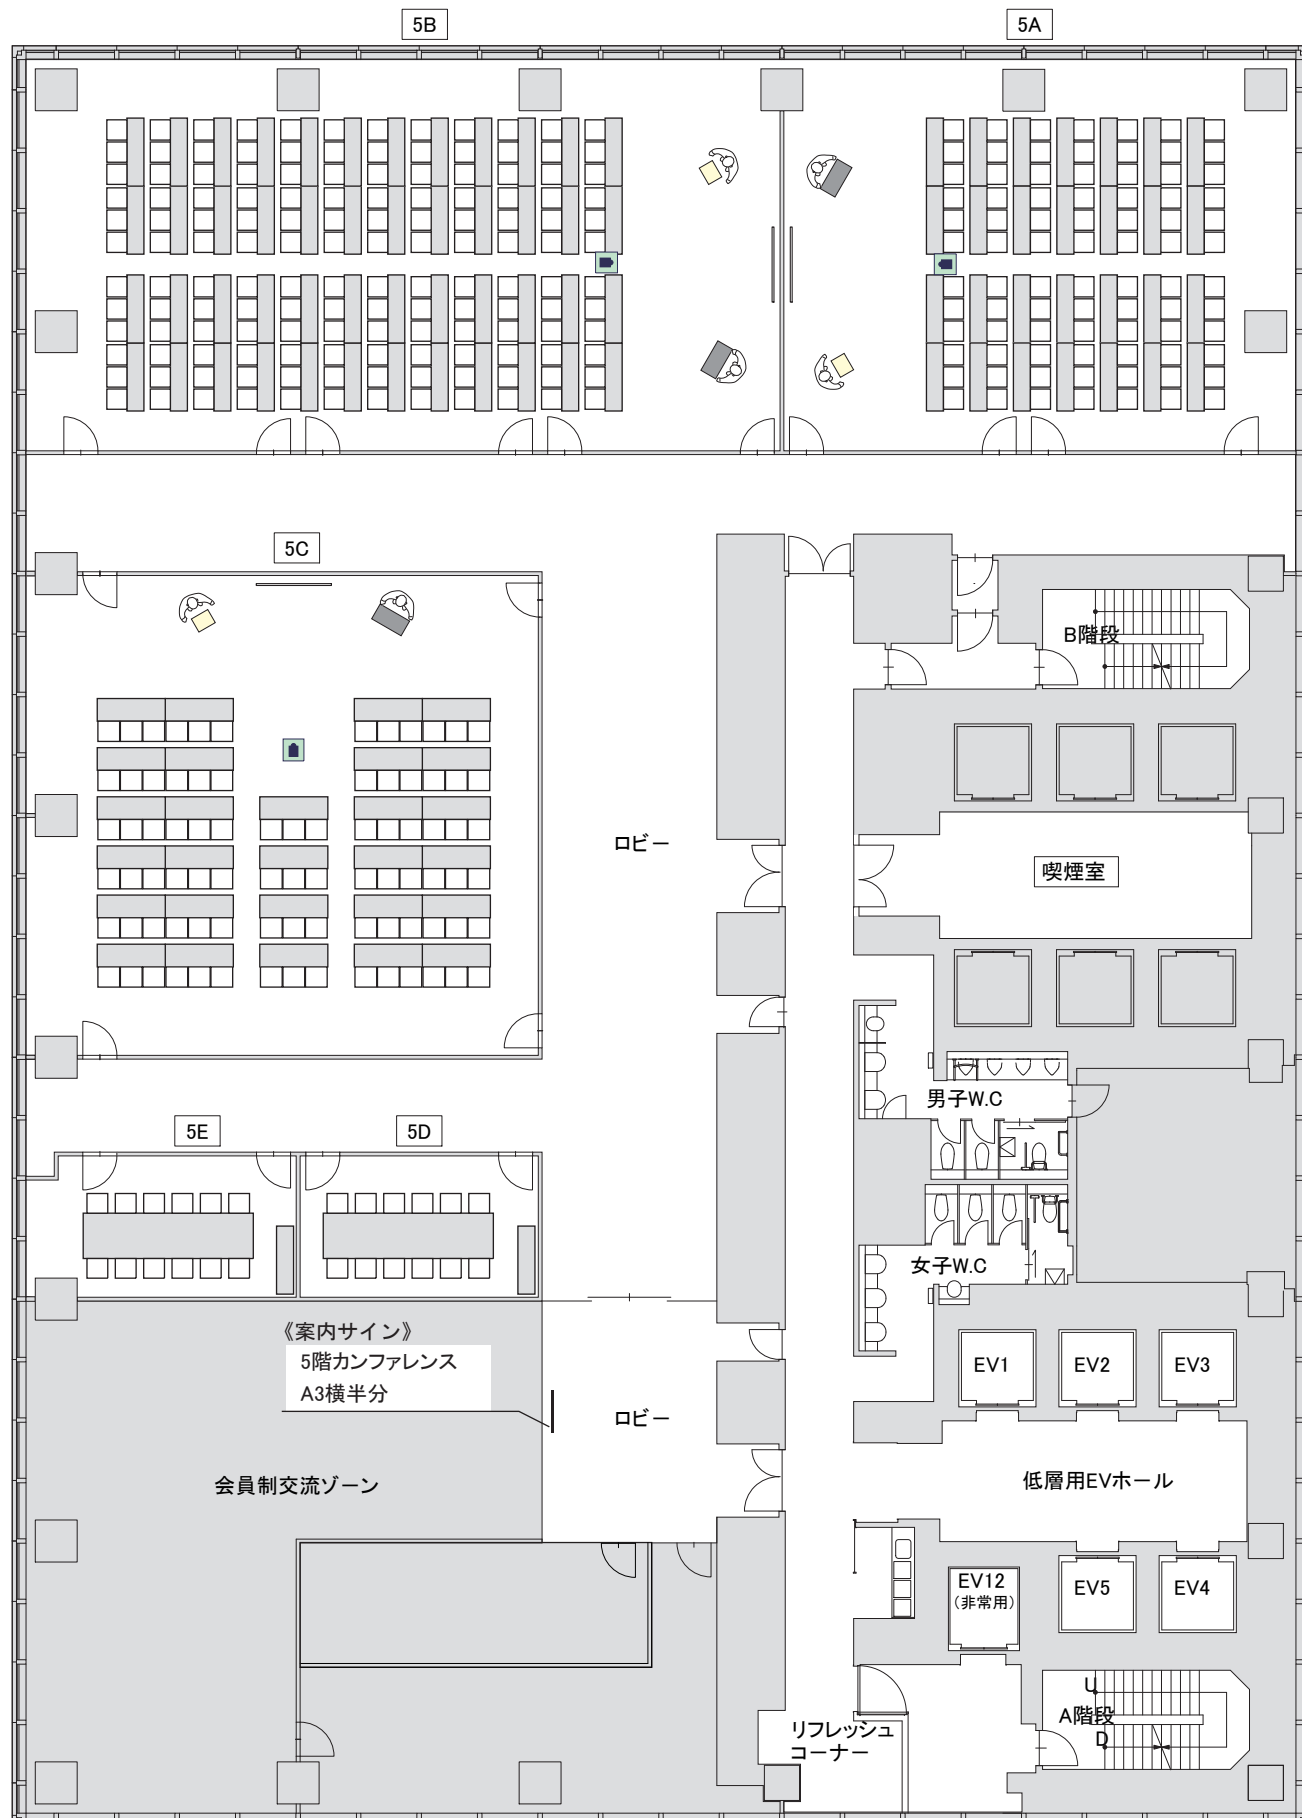 5B
5A
5C
B階段
ロビー
喫煙室
男子W.C
5E
5D
女子W.C
《案内サイン》
5階カンファレンス
A3横半分
EV1
EV2
EV3
ロビー
会員制交流ゾーン
低層用EVホール
EV12
(非常用)
EV5
EV4
U
A階段
D
リフレッシュ
コーナー